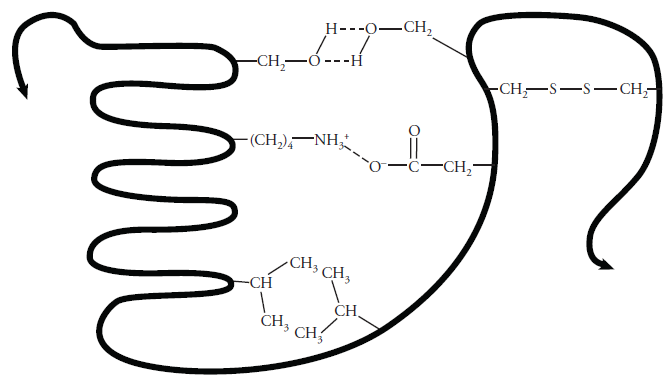 H---O—CH₂
—CH₂—O---H
—CH₂—S—S—CH₂—
—(CH₂)₄—NH₃⁺
O
O⁻—C—CH₂—
CH₃
CH₃
CH
CH
CH₃
CH₃